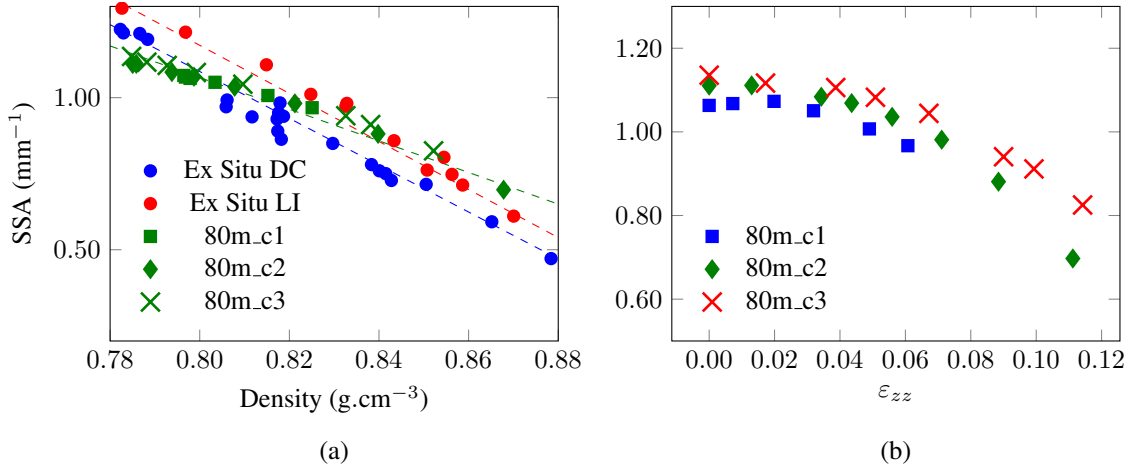 SSA (mm⁻¹)
1.00
0.50
Ex Situ DC
Ex Situ LI
80m_c1
80m_c2
80m_c3
0.78 0.80 0.82 0.84 0.86 0.88
Density (g.cm⁻³)
(a)
1.20
1.00
0.80
0.60
80m_c1
80m_c2
80m_c3
0.00 0.02 0.04 0.06 0.08 0.10 0.12
εzz
(b)